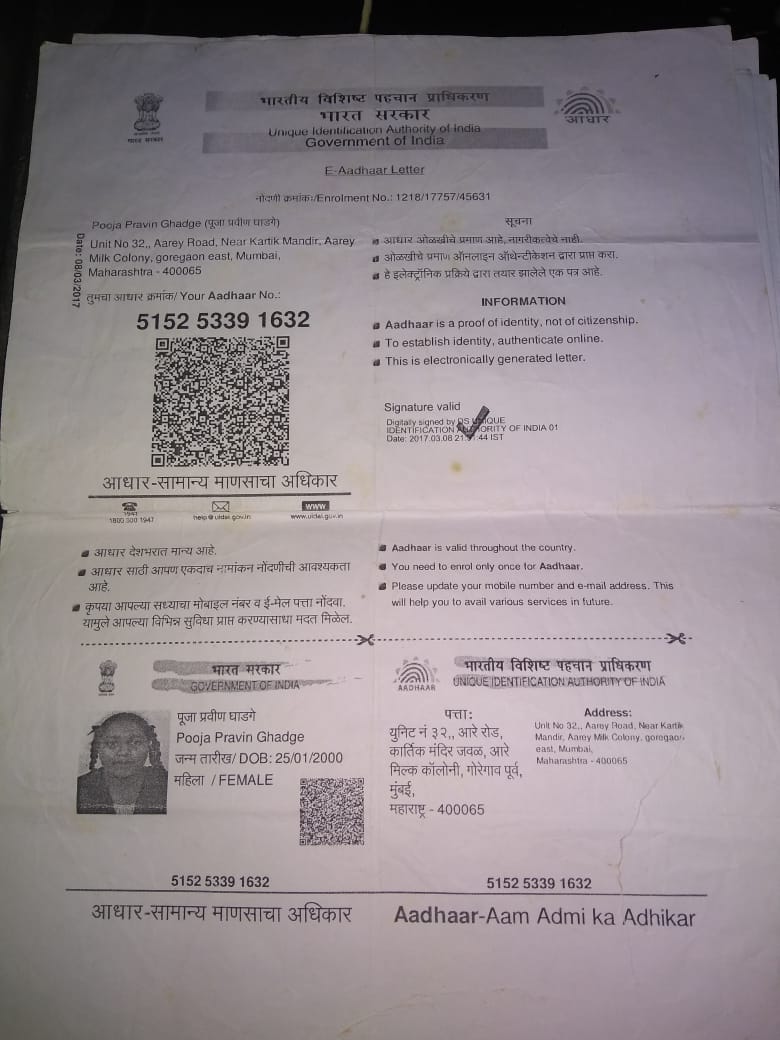 भारतीय विशिष्ट पहचान प्राधिकरण
भारत सरकार
Unique Identification Authority of India
Government of India
भारत सरकार
आधार
E-Aadhaar Letter
नोंदणी क्रमांक:/Enrolment No.: 1218/17757/45631
Date: 08/03/2017
Pooja Pravin Ghadge (पूजा प्रवीण घाडगे)
Unit No 32,, Aarey Road, Near Kartik Mandir, Aarey
Milk Colony, goregaon east, Mumbai,
Maharashtra - 400065
तुमचा आधार क्रमांक/ Your Aadhaar No.:
5152 5339 1632
आधार-सामान्य माणसाचा अधिकार
1947
1800 300 1947
help@uidai.gov.in
WWW
www.uidai.gov.in
सूचना
आधार ओळखीचे प्रमाण आहे, नागरीकत्वेचे नाही.
ओळखीचे प्रमाण ऑनलाइन ऑथेन्टीकेशन द्वारा प्राप्त करा.
हे इलेक्ट्रॉनिक प्रक्रिये द्वारा तयार झालेले एक पत्र आहे.
INFORMATION
Aadhaar is a proof of identity, not of citizenship.
To establish identity, authenticate online.
This is electronically generated letter.
Signature valid
Digitally signed by DS UNIQUE
IDENTIFICATION AUTHORITY OF INDIA 01
Date: 2017.03.08 21: :44 IST
आधार देशभरात मान्य आहे.
आधार साठी आपण एकदाच नामांकन नोंदणीची आवश्यकता
आहे.
कृपया आपल्या सध्याचा मोबाइल नंबर व ई-मेल पत्ता नोंदवा.
यामुले आपल्या विभिन्न सुविधा प्राप्त करण्यासाधा मदत मिळेल.
Aadhaar is valid throughout the country.
You need to enrol only once for Aadhaar.
Please update your mobile number and e-mail address. This
will help you to avail various services in future.
भारत सरकार
GOVERNMENT OF INDIA
पूजा प्रवीण घाडगे
Pooja Pravin Ghadge
जन्म तारीख/ DOB: 25/01/2000
महिला / FEMALE
5152 5339 1632
आधार-सामान्य माणसाचा अधिकार
AADHAAR
भारतीय विशिष्ट पहचान प्राधिकरण
UNIQUE IDENTIFICATION AUTHORITY OF INDIA
पत्ता:
युनिट नं ३२,, आरे रोड,
कार्तिक मंदिर जवळ, आरे
मिल्क कॉलोनी, गोरेगाव पूर्व,
मुंबई,
महाराष्ट्र - 400065
Address:
Unit No 32,, Aarey Road, Near Kartik
Mandir, Aarey Milk Colony, goregaon
east, Mumbai,
Maharashtra - 400065
5152 5339 1632
Aadhaar-Aam Admi ka Adhikar